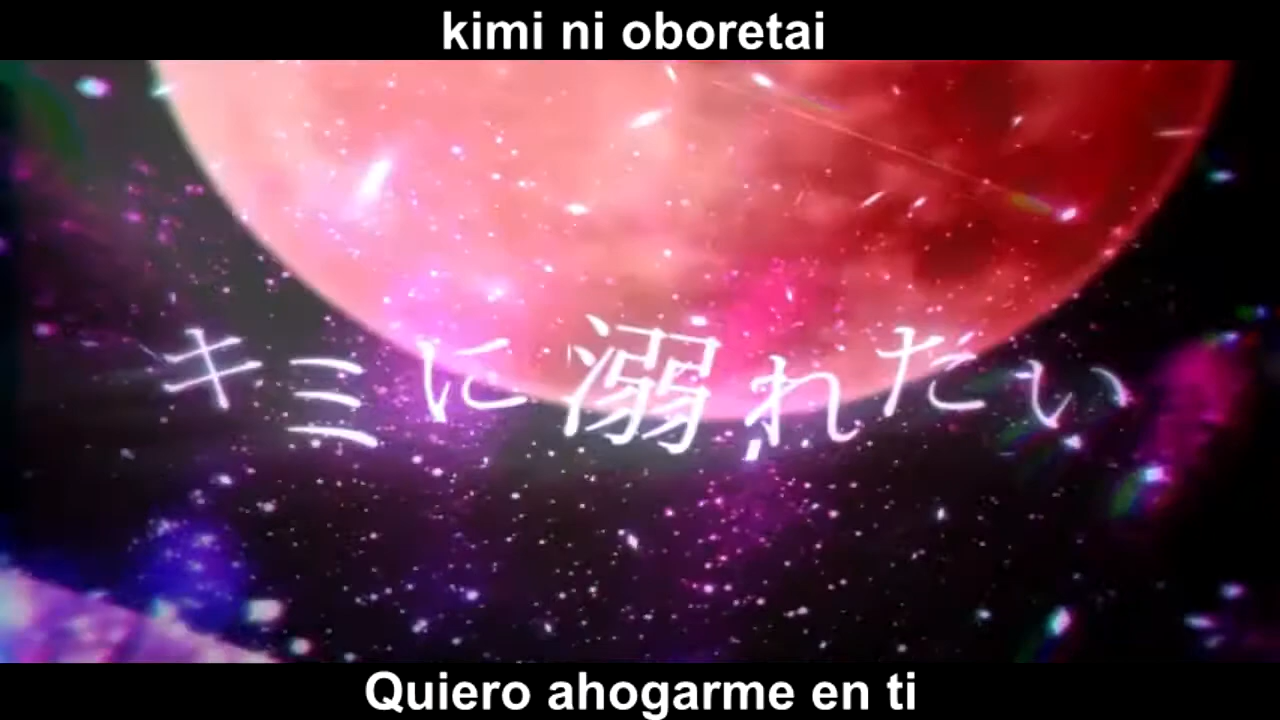 kimi ni oboretai
キミに溺れたい
Quiero ahogarme en ti